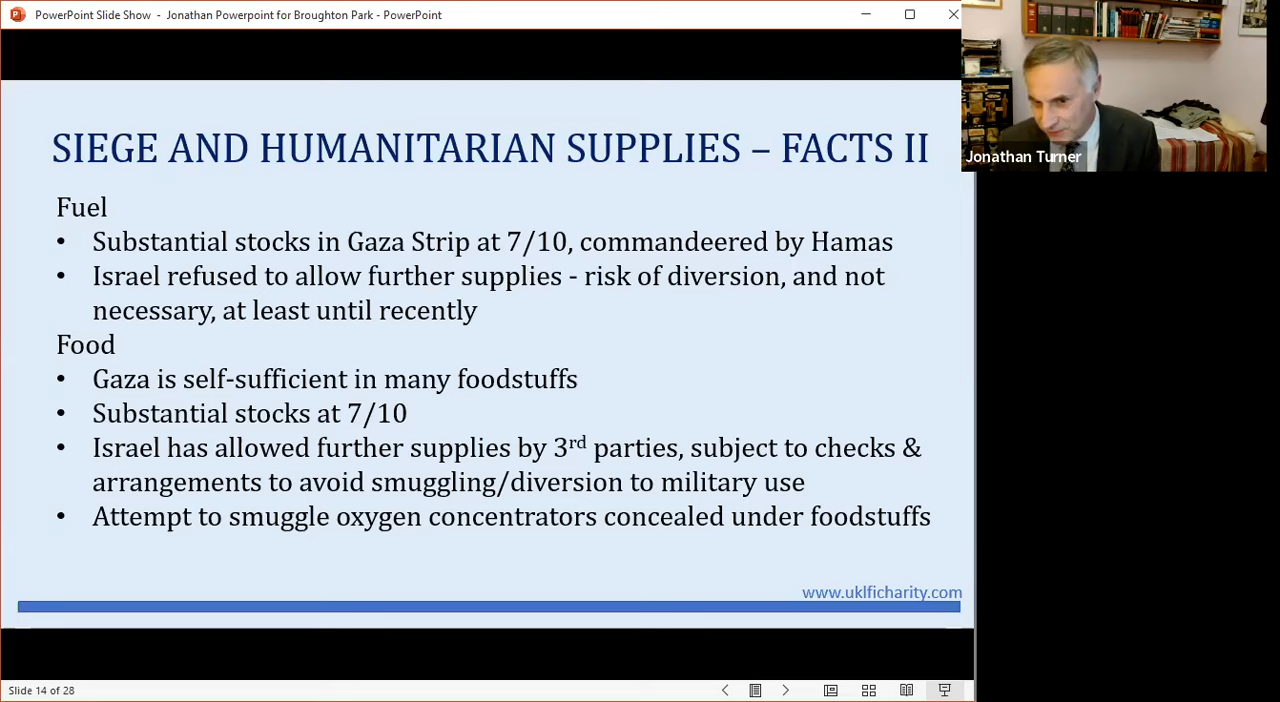 PowerPoint Slide Show - Jonathan Powerpoint for Broughton Park - PowerPoint
Jonathan Turner
SIEGE AND HUMANITARIAN SUPPLIES – FACTS II
Fuel
• Substantial stocks in Gaza Strip at 7/10, commandeered by Hamas
• Israel refused to allow further supplies - risk of diversion, and not
necessary, at least until recently
Food
• Gaza is self-sufficient in many foodstuffs
• Substantial stocks at 7/10
• Israel has allowed further supplies by 3rd parties, subject to checks &
arrangements to avoid smuggling/diversion to military use
• Attempt to smuggle oxygen concentrators concealed under foodstuffs
www.uklficharity.com
Slide 14 of 28